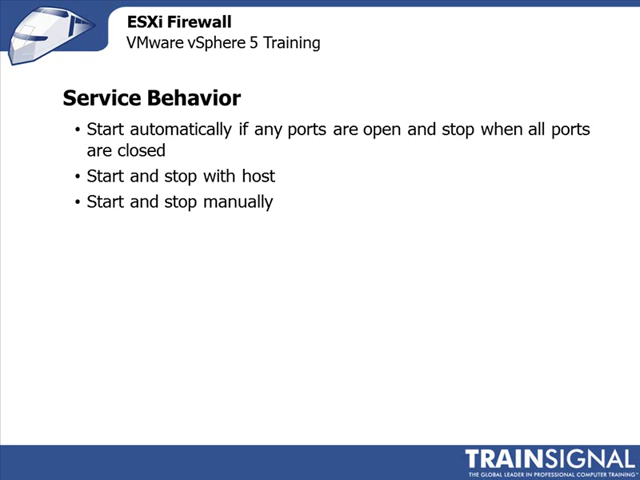 ESXi Firewall
VMware vSphere 5 Training
Service Behavior
• Start automatically if any ports are open and stop when all ports
are closed
• Start and stop with host
• Start and stop manually
TRAINSIGNAL
THE GLOBAL LEADER IN PROFESSIONAL COMPUTER TRAINING™